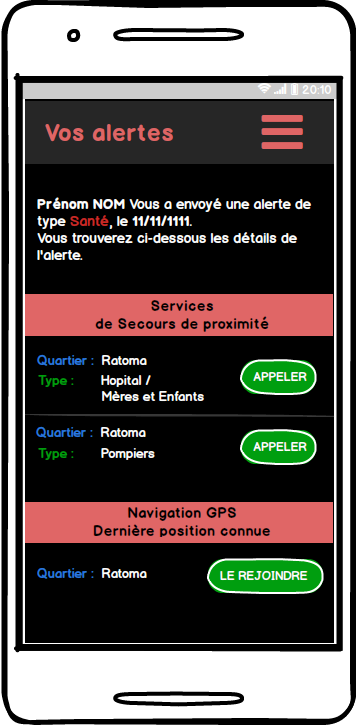 20:10
Vos alertes
Prénom NOM Vous a envoyé une alerte de
type Santé, le 11/11/1111.
Vous trouverez ci-dessous les détails de
l'alerte.
Services
de Secours de proximité
Quartier : Ratoma
Type : Hopital /
Mères et Enfants
APPELER
Quartier : Ratoma
Type : Pompiers
APPELER
Navigation GPS
Dernière position connue
Quartier : Ratoma
LE REJOINDRE